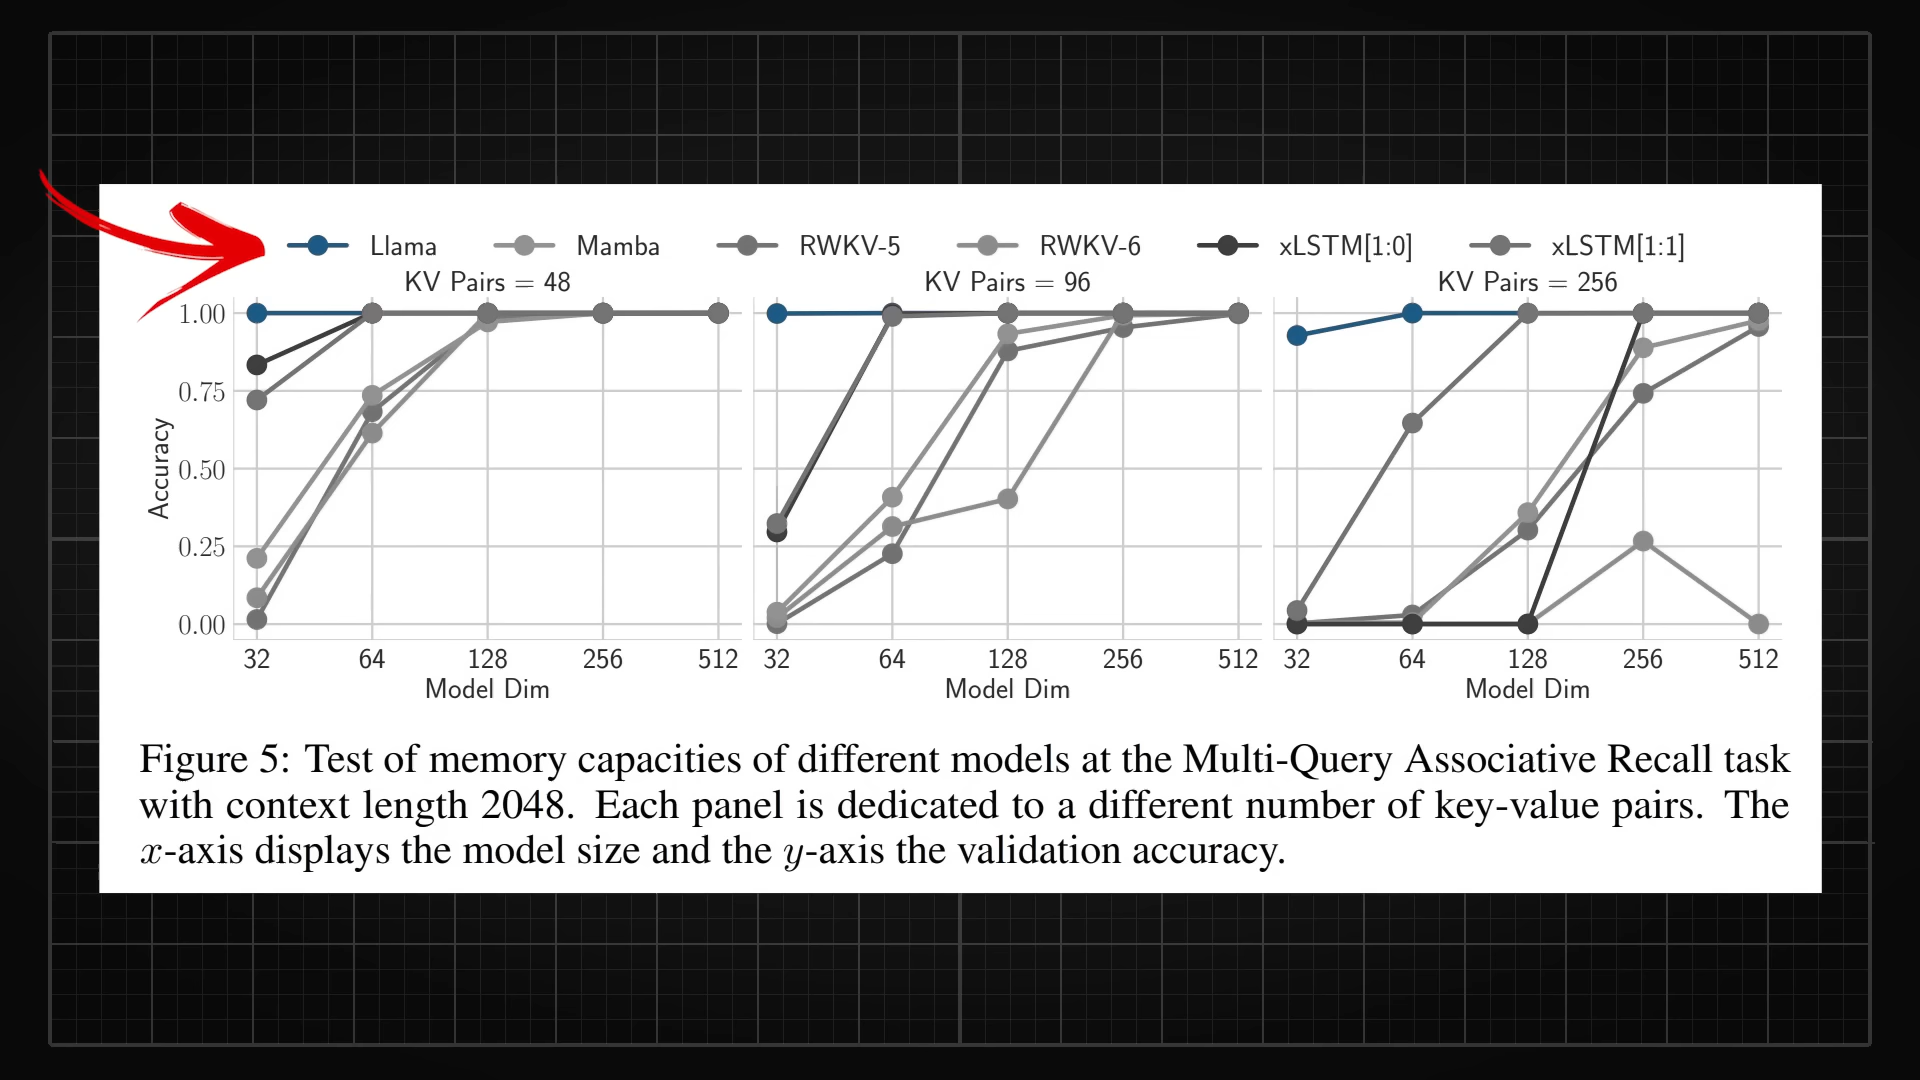 Llama Mamba RWKV-5 RWKV-6 xLSTM[1:0] xLSTM[1:1]
KV Pairs = 48 KV Pairs = 96 KV Pairs = 256
1.00
0.75
0.50
0.25
0.00
Accuracy
32 64 128 256 512 32 64 128 256 512 32 64 128 256 512
Model Dim Model Dim Model Dim
Figure 5: Test of memory capacities of different models at the Multi-Query Associative Recall task
with context length 2048. Each panel is dedicated to a different number of key-value pairs. The
x-axis displays the model size and the y-axis the validation accuracy.